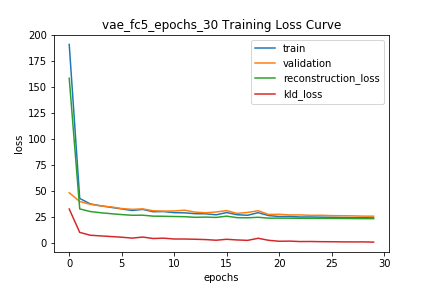 vae_fc5_epochs_30 Training Loss Curve
train
validation
reconstruction_loss
kld_loss
loss
200
175
150
125
100
75
50
25
0
0 5 10 15 20 25 30
epochs